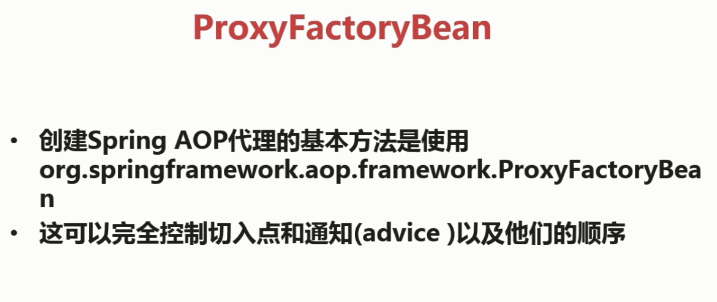 ProxyFactoryBean
• 创建Spring AOP代理的基本方法是使用
org.springframework.aop.framework.ProxyFactoryBea
n
• 这可以完全控制切入点和通知(advice )以及他们的顺序